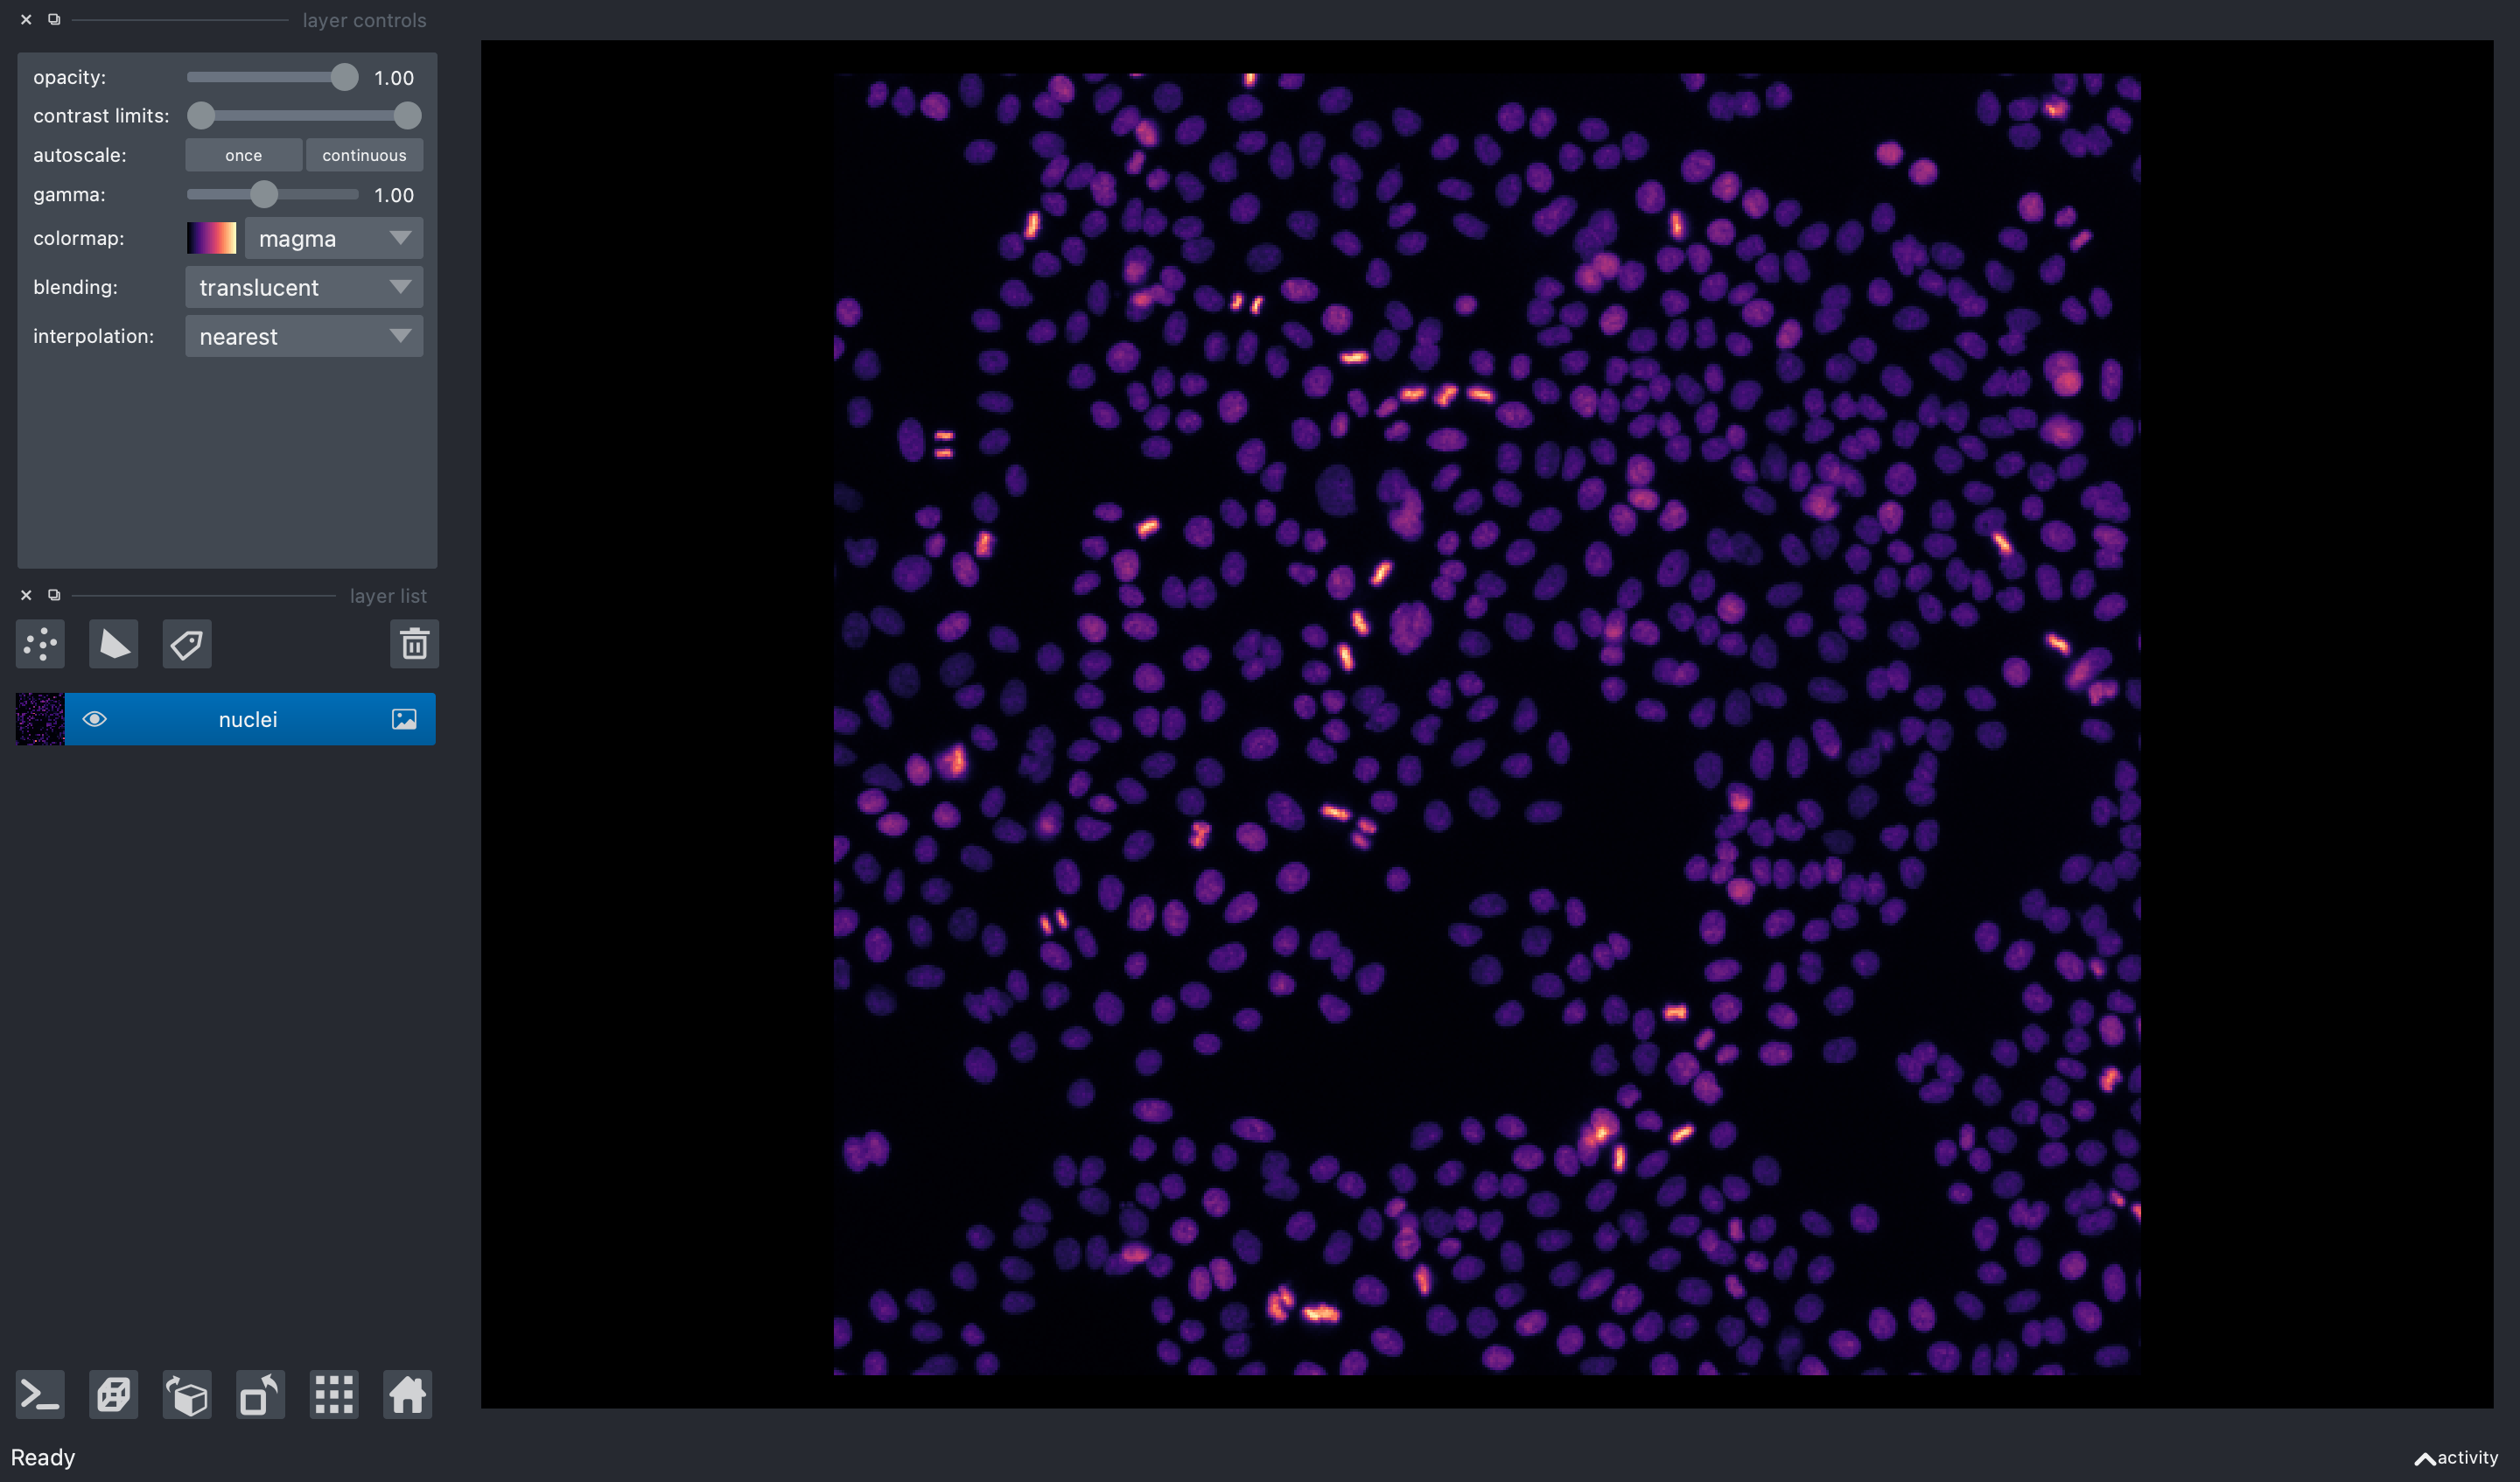 layer controls
opacity: 1.00
contrast limits:
autoscale: once continuous
gamma: 1.00
colormap: magma
blending: translucent
interpolation: nearest
layer list
nuclei
Ready
activity